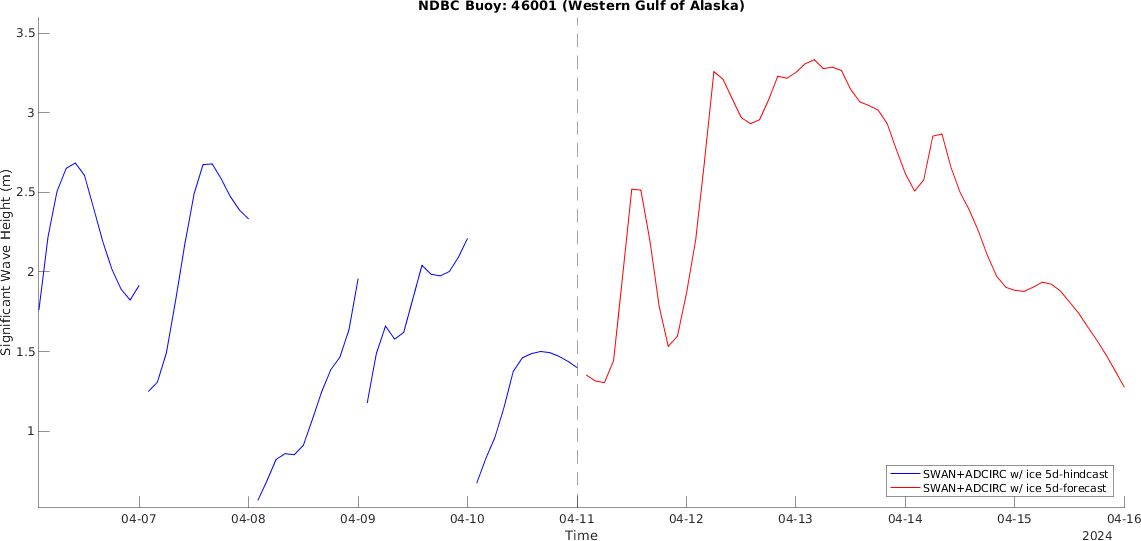 NDBC Buoy: 46001 (Western Gulf of Alaska)
3.5
3
2.5
2
1.5
1
Significant Wave Height (m)
SWAN+ADCIRC w/ ice 5d-hindcast
SWAN+ADCIRC w/ ice 5d-forecast
04-07 04-08 04-09 04-10 04-11 04-12 04-13 04-14 04-15 04-16
Time
2024